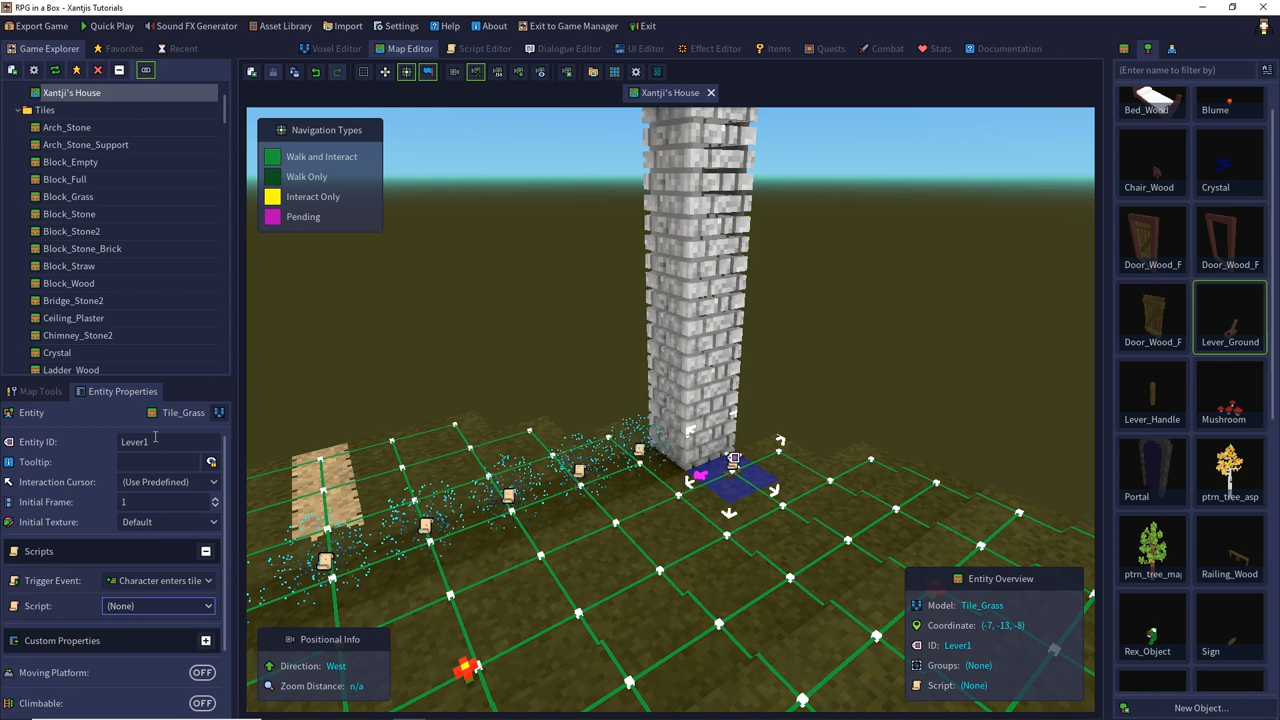 RPG in a Box - Xantjis Tutorials
Export Game Quick Play Sound FX Generator Asset Library Import Settings Help About Exit to Game Manager Exit
Game Explorer Favorites Recent
Voxel Editor Map Editor Script Editor Dialogue Editor UI Editor Effect Editor Items Quests Combat Stats Documentation
Xantji's House
Tiles
Arch_Stone
Arch_Stone_Support
Block_Empty
Block_Full
Block_Grass
Block_Stone
Block_Stone2
Block_Stone_Brick
Block_Straw
Block_Wood
Bridge_Stone2
Ceiling_Plaster
Chimney_Stone2
Crystal
Ladder_Wood
Map Tools Entity Properties
Entity Tile_Grass
Entity ID: Lever1
Tooltip:
Interaction Cursor: (Use Predefined)
Initial Frame: 1
Initial Texture: Default
Scripts
Trigger Event: Character enters tile
Script: (None)
Custom Properties
Moving Platform: OFF
Climbable: OFF
Xantji's House
Navigation Types
Walk and Interact
Walk Only
Interact Only
Pending
Positional Info
Direction: West
Zoom Distance: n/a
Entity Overview
Model: Tile_Grass
Coordinate: (-7, -13, -8)
ID: Lever1
Groups: (None)
Script: (None)
(Enter name to filter by)
Bed_Wood Blume
Chair_Wood Crystal
Door_Wood_F Door_Wood_F
Door_Wood_F Lever_Ground
Lever_Handle Mushroom
Portal ptrn_tree_asp
ptrn_tree_ma Railing_Wood
Rex_Object Sign
New Object...